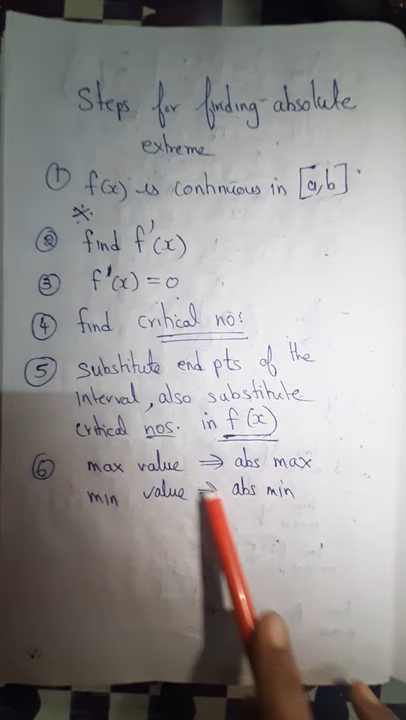 Steps for finding absolute
extreme
① f(x) is continuous in [a,b].
② find f'(x)
③ f'(x) = 0
④ find critical no:
⑤ substitute end pts of the
interval, also substitute
critical nos. in f(x)
⑥ max value ⇒ abs max
min value ⇒ abs min